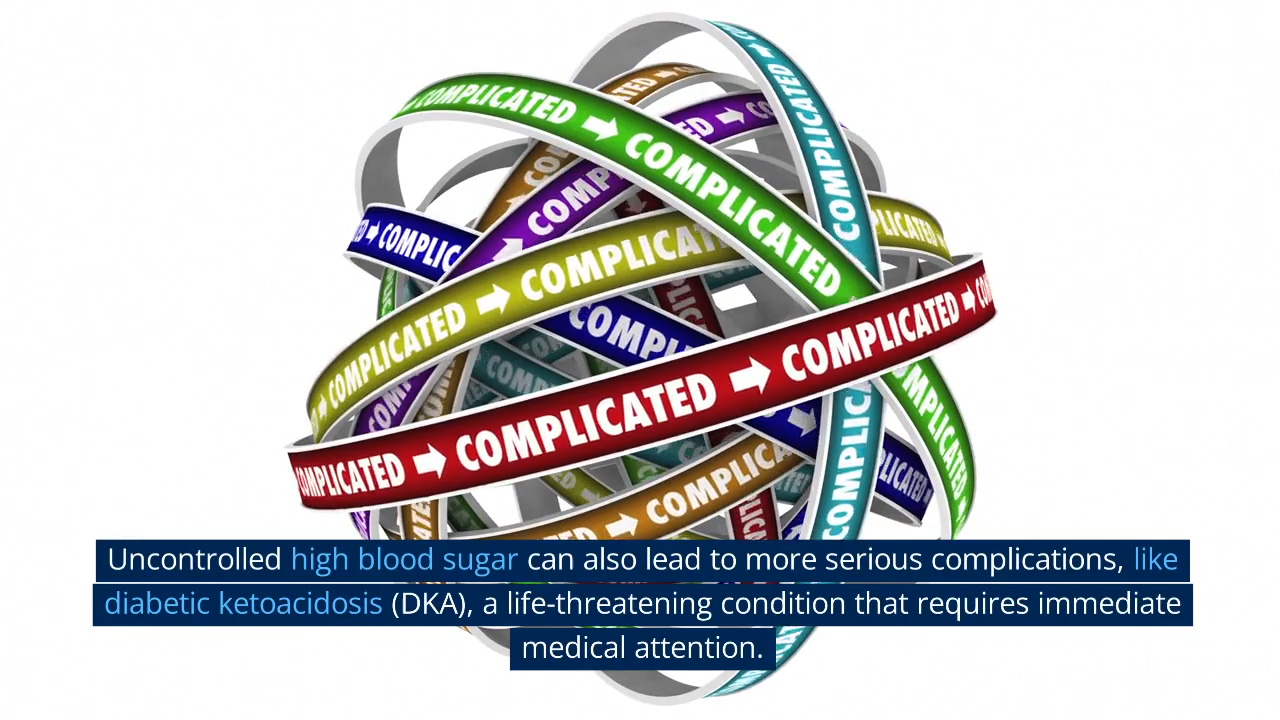 COMPLICATED COMPLICATED
COMPLICATED
COMPLICATED
COMPLICATED
COMPLICATED COMPLICATED
Uncontrolled high blood sugar can also lead to more serious complications, like
diabetic ketoacidosis (DKA), a life-threatening condition that requires immediate
medical attention.